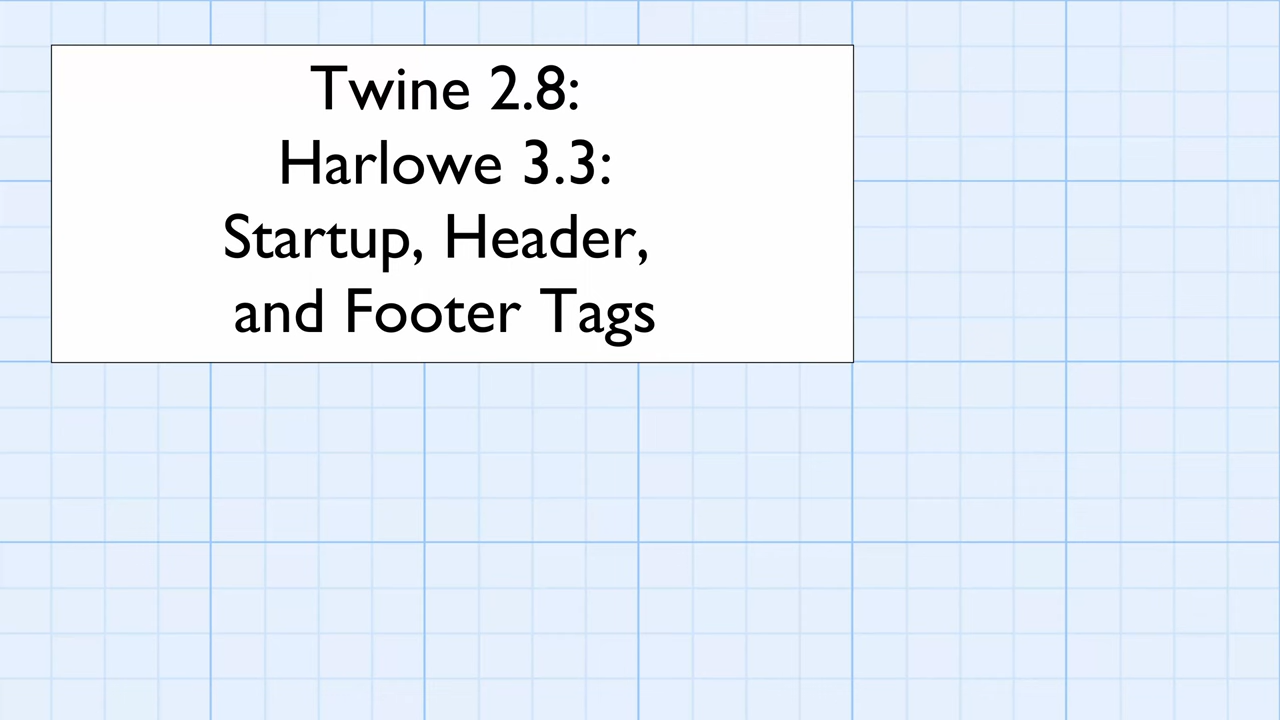 Twine 2.8:
Harlowe 3.3:
Startup, Header,
and Footer Tags